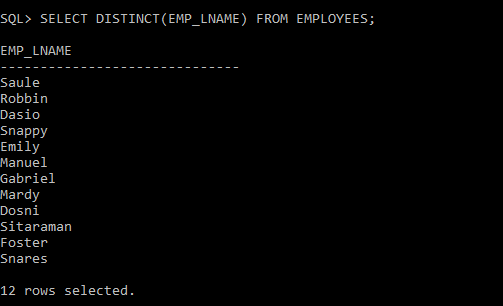 SQL> SELECT DISTINCT(EMP_LNAME) FROM EMPLOYEES;
EMP_LNAME
------------------------------
Saule
Robbin
Dasio
Snappy
Emily
Manuel
Gabriel
Mardy
Dosni
Sitaraman
Foster
Snares
12 rows selected.